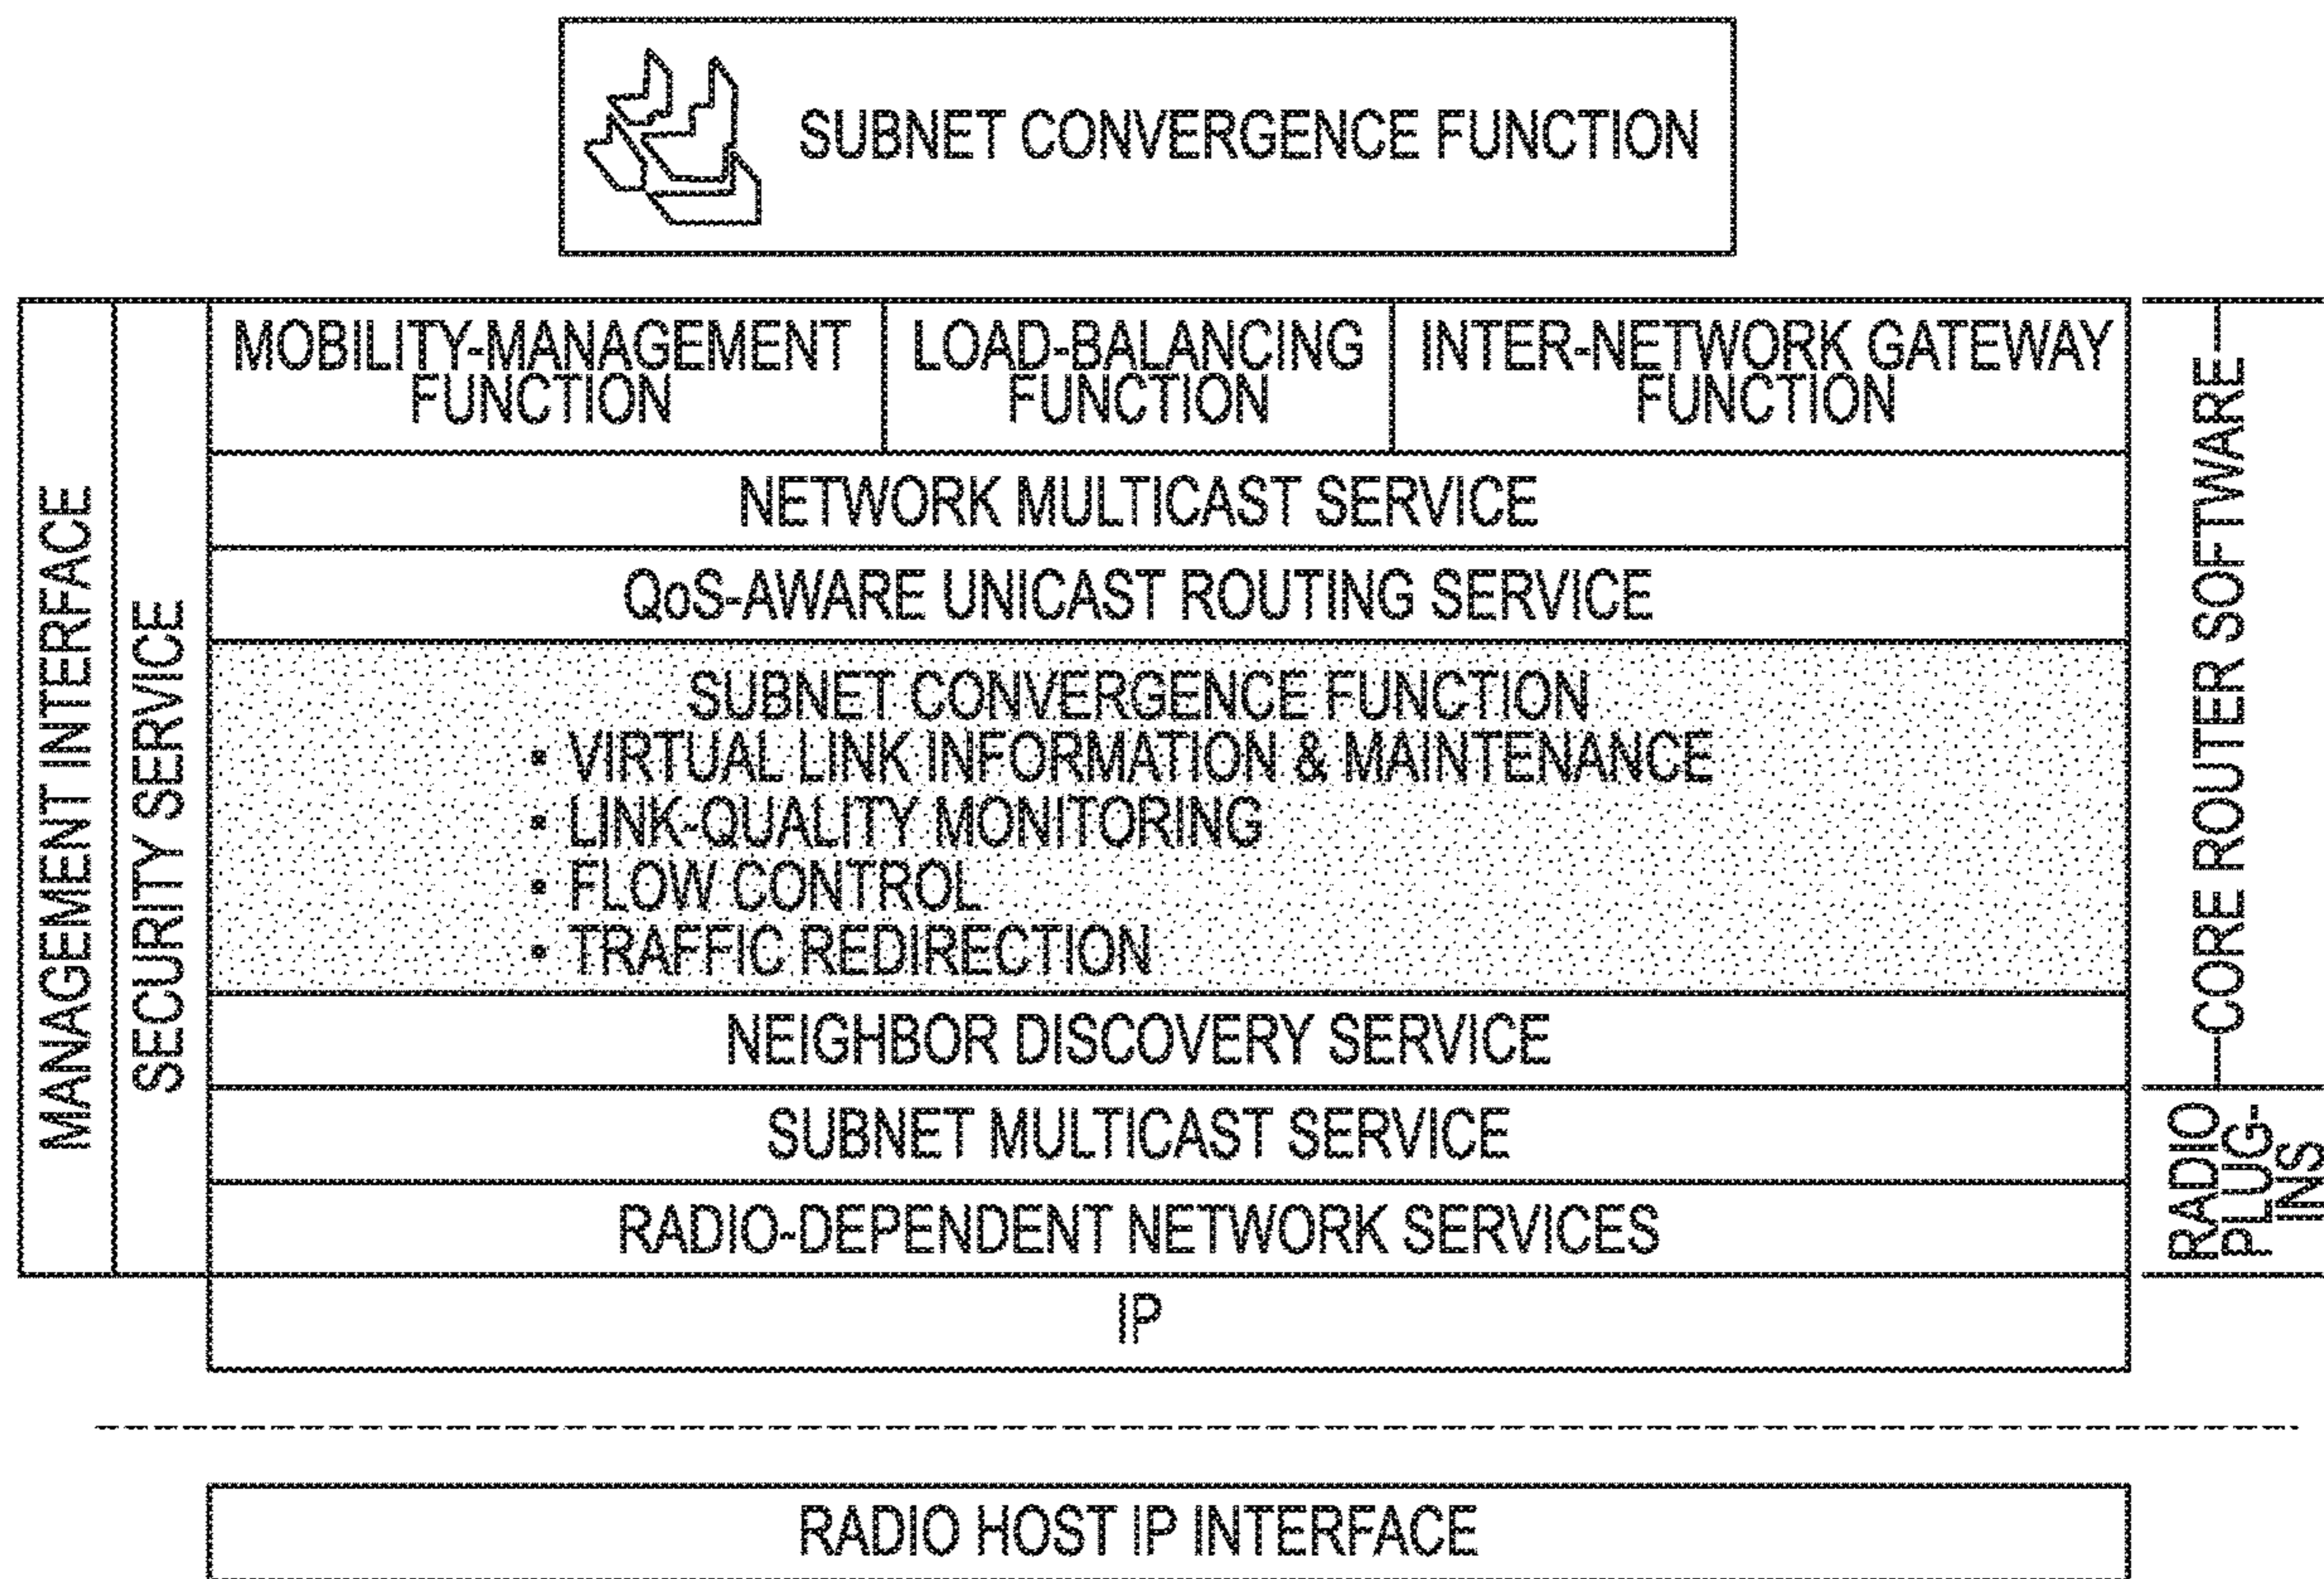 SUBNET CONVERGENCE FUNCTION
MANAGEMENT INTERFACE
SECURITY SERVICE
MOBILITY-MANAGEMENT
FUNCTION
LOAD-BALANCING
FUNCTION
INTER-NETWORK GATEWAY
FUNCTION
NETWORK MULTICAST SERVICE
QoS-AWARE UNICAST ROUTING SERVICE
SUBNET CONVERGENCE FUNCTION
▪ VIRTUAL LINK INFORMATION & MAINTENANCE
▪ LINK-QUALITY MONITORING
▪ FLOW CONTROL
▪ TRAFFIC REDIRECTION
NEIGHBOR DISCOVERY SERVICE
SUBNET MULTICAST SERVICE
RADIO-DEPENDENT NETWORK SERVICES
IP
CORE ROUTER SOFTWARE
RADIO
PLUG-
INS
RADIO HOST IP INTERFACE